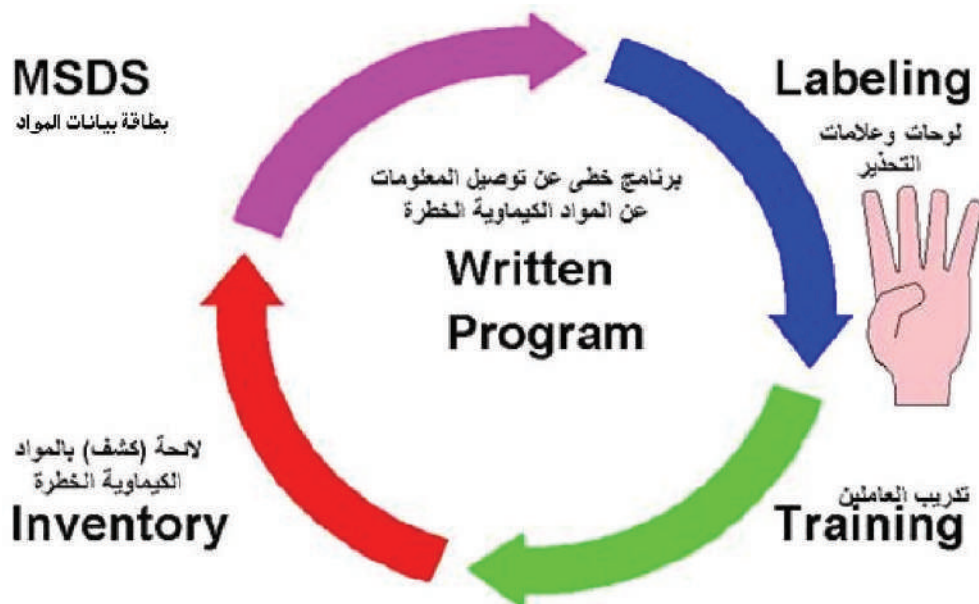 MSDS
بطاقة بيانات المواد
Labeling
لوحات وعلامات
التحذير
برنامج خطى عن توصيل المعلومات
عن المواد الكيماوية الخطرة
Written
Program
لائحة (كشف) بالمواد
الكيماوية الخطرة
Inventory
تدريب العاملين
Training